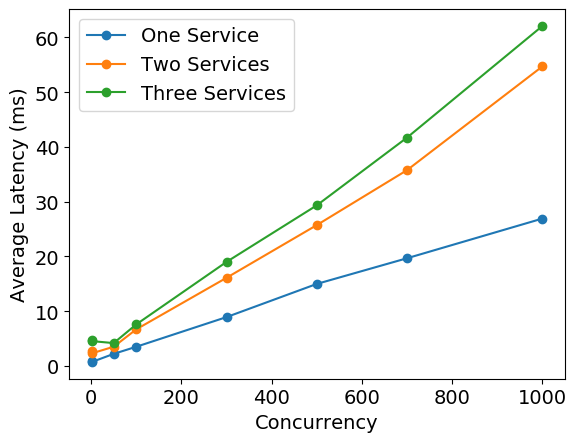 One Service
Two Services
Three Services
Average Latency (ms)
60
50
40
30
20
10
0
0 200 400 600 800 1000
Concurrency